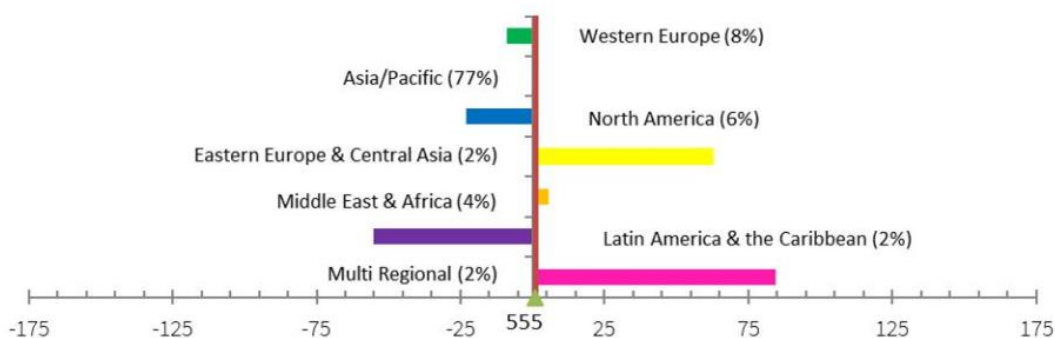 Western Europe (8%)
Asia/Pacific (77%)
North America (6%)
Eastern Europe & Central Asia (2%)
Middle East & Africa (4%)
Latin America & the Caribbean (2%)
Multi Regional (2%)
-175 -125 -75 -25 555 25 75 125 175